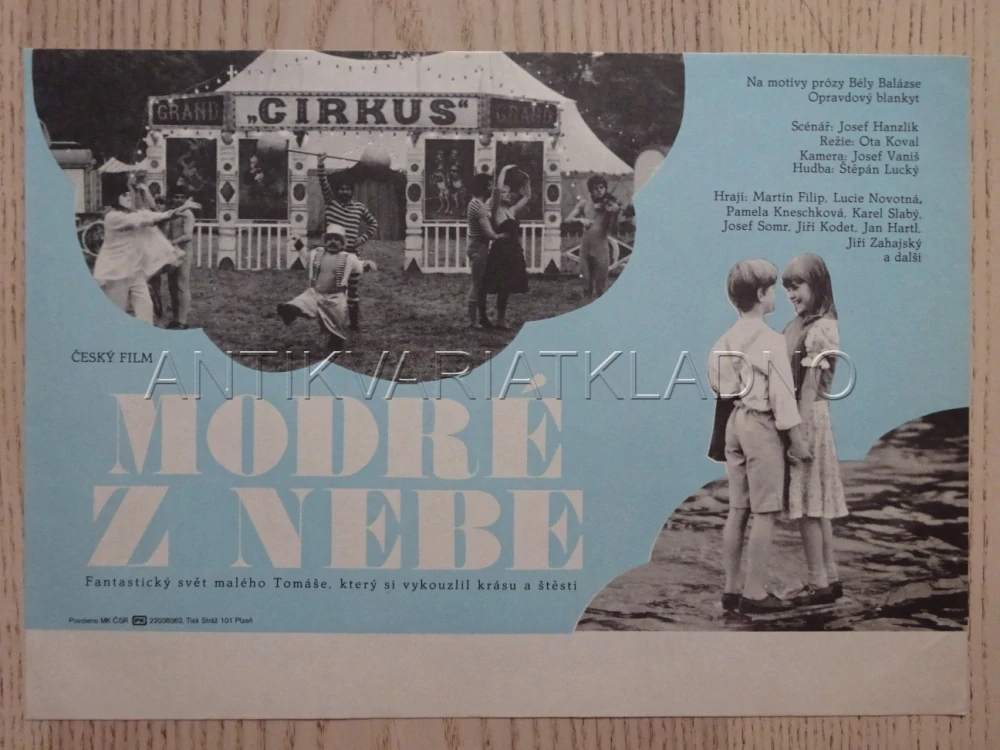 GRAND „CIRKUS“ GRAND
Na motivy prózy Bély Balázse
Opravdový blankyt
Scénář: Josef Hanzlík
Režie: Ota Koval
Kamera: Josef Vaniš
Hudba: Štěpán Lucký
Hrají: Martin Filip, Lucie Novotná,
Pamela Kneschková, Karel Slabý,
Josef Somr, Jiří Kodet, Jan Hartl,
Jiří Zahajský
a další
ČESKÝ FILM
ANTIKVARIATKLADNO
MODRÉ
Z NEBE
Fantastický svět malého Tomáše, který si vykouzlil krásu a štěstí
Povoleno MK ČSR PK 22036362, Tisk Stráž 101 Plzeň